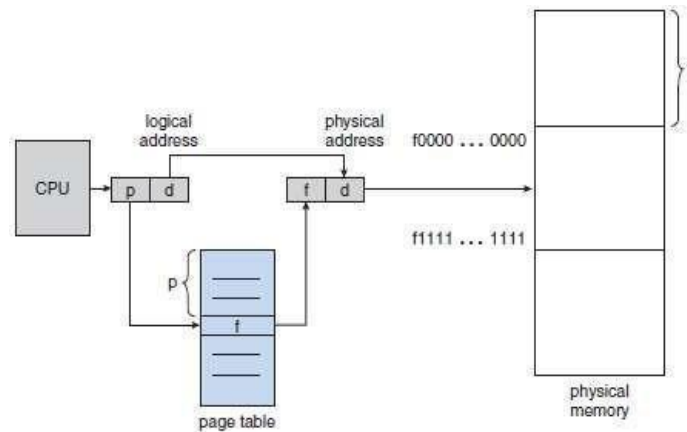 logical
address
physical
address
f0000 ... 0000
CPU
p d
f d
f1111 ... 1111
p
f
page table
physical
memory